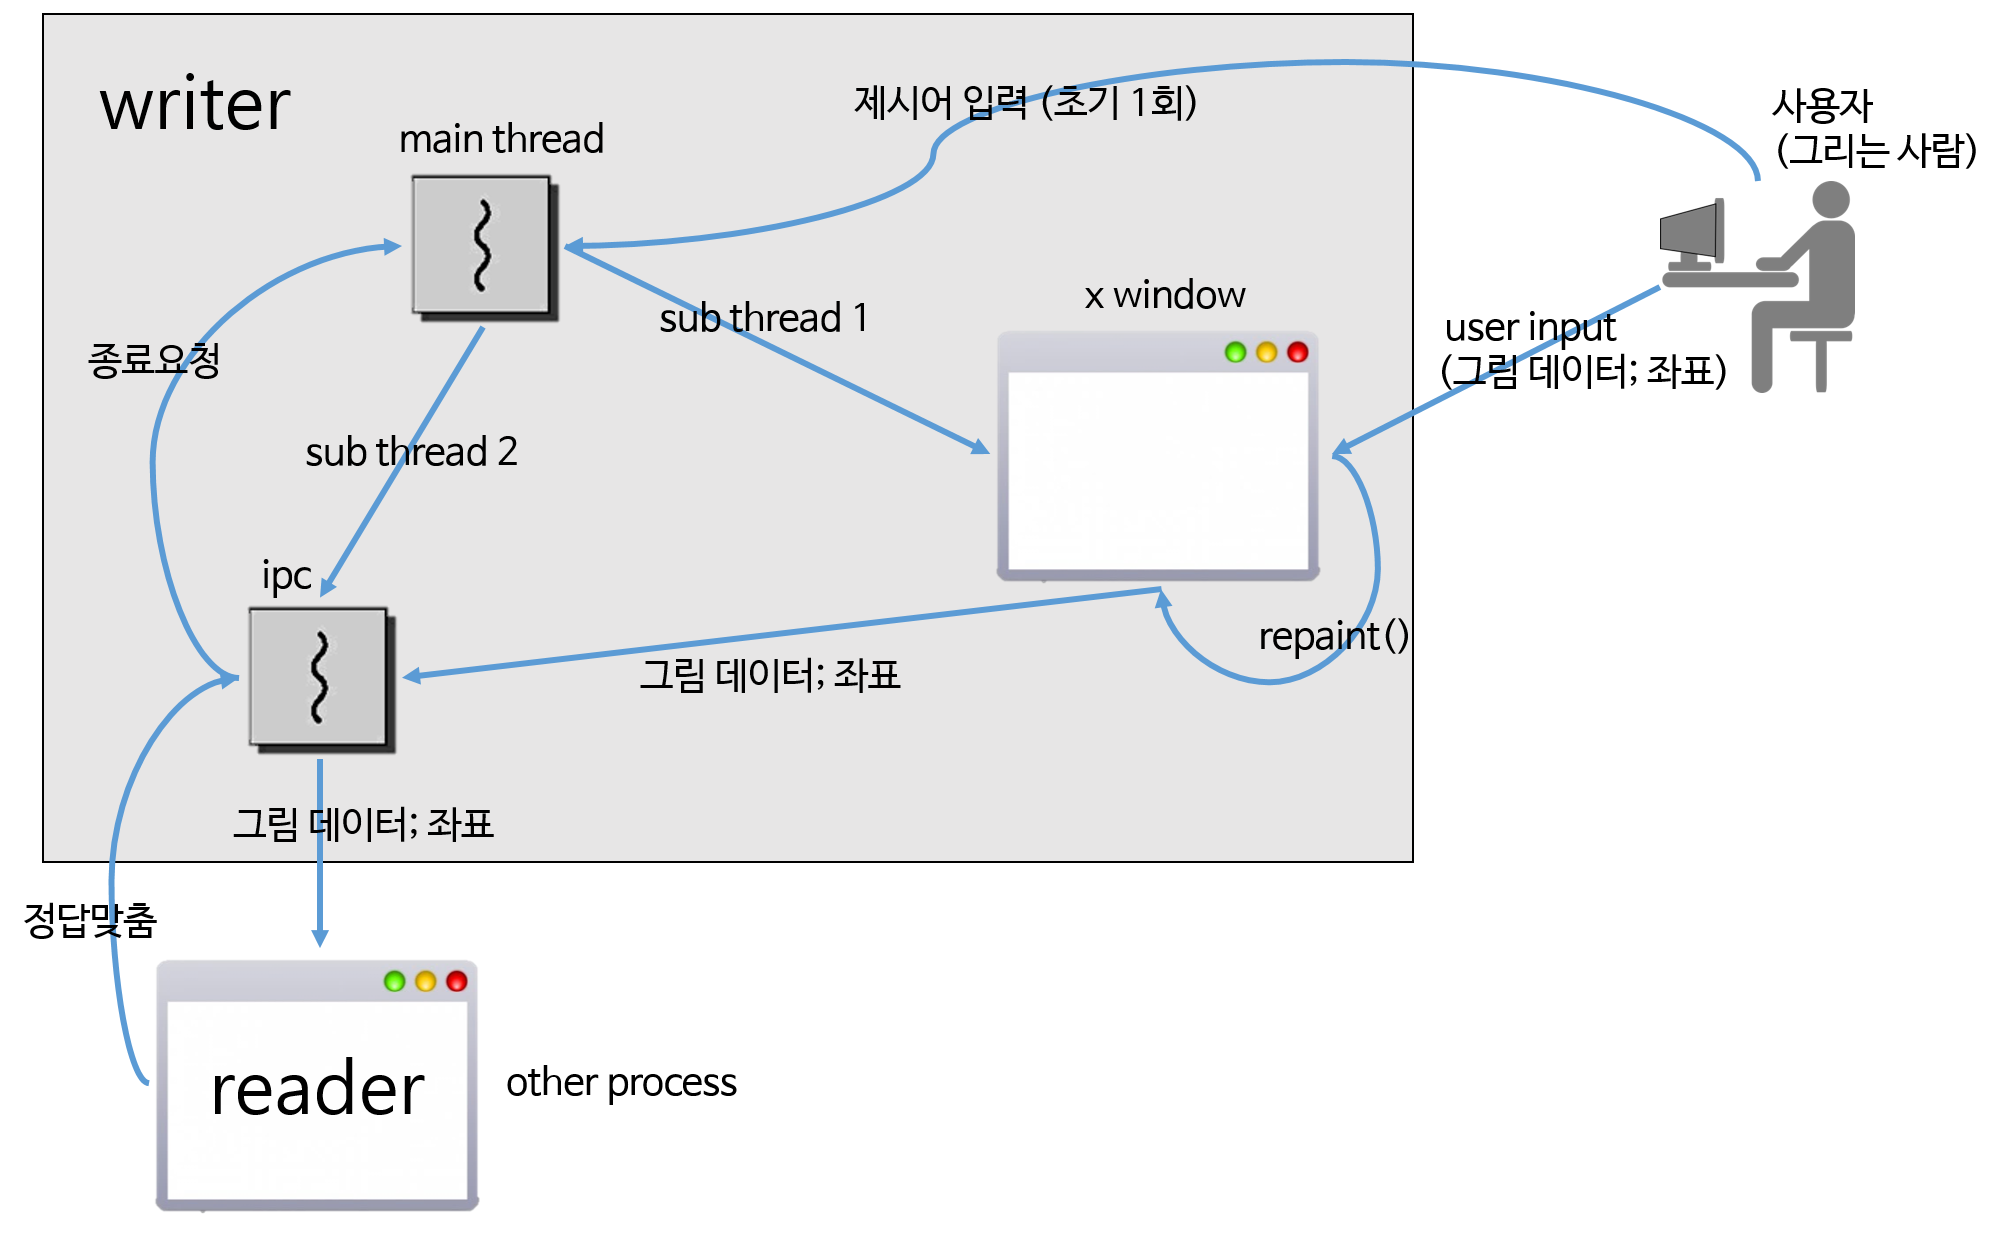 writer
제시어 입력 (초기 1회)
사용자
(그리는 사람)
main thread
x window
sub thread 1
user input
(그림 데이터; 좌표)
종료요청
sub thread 2
ipc
repaint()
그림 데이터; 좌표
그림 데이터; 좌표
정답맞춤
reader
other process